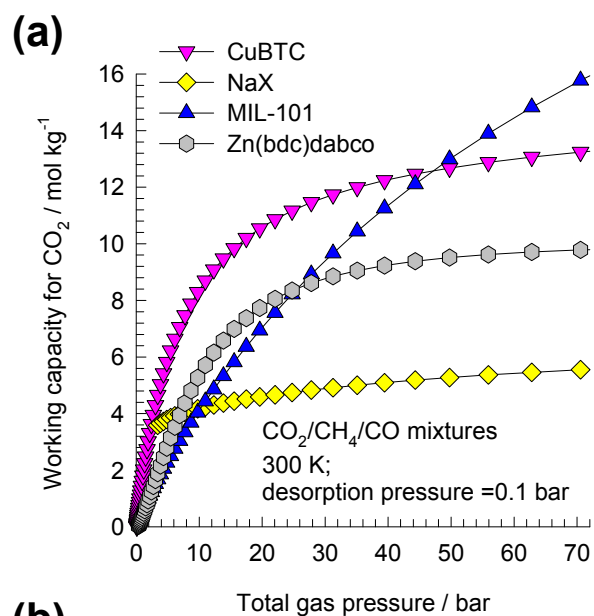 (a)
CuBTC
NaX
MIL-101
Zn(bdc)dabco
Working capacity for CO₂ / mol kg⁻¹
16
14
12
10
8
6
4
2
0
CO₂/CH₄/CO mixtures
300 K;
desorption pressure =0.1 bar
0 10 20 30 40 50 60 70
Total gas pressure / bar